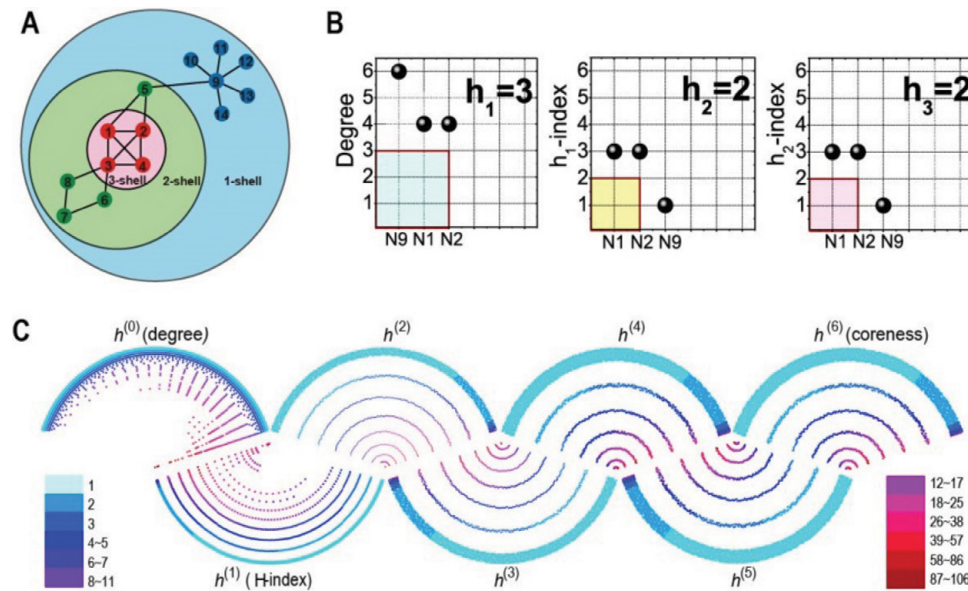 A
11
10
12
9
13
14
5
1
2
3
4
8
6
7
3-shell
2-shell
1-shell
B
6
5
4
3
2
1
Degree
h1=3
N9 N1 N2
6
5
4
3
2
1
h1-index
h2=2
N1 N2 N9
6
5
4
3
2
1
h2-index
h3=2
N1 N2 N9
C
h(0) (degree)
h(2)
h(4)
h(6) (coreness)
1
2
3
4~5
6~7
8~11
12~17
18~25
26~38
39~57
58~86
87~106
h(1) ( H-index)
h(3)
h(5)